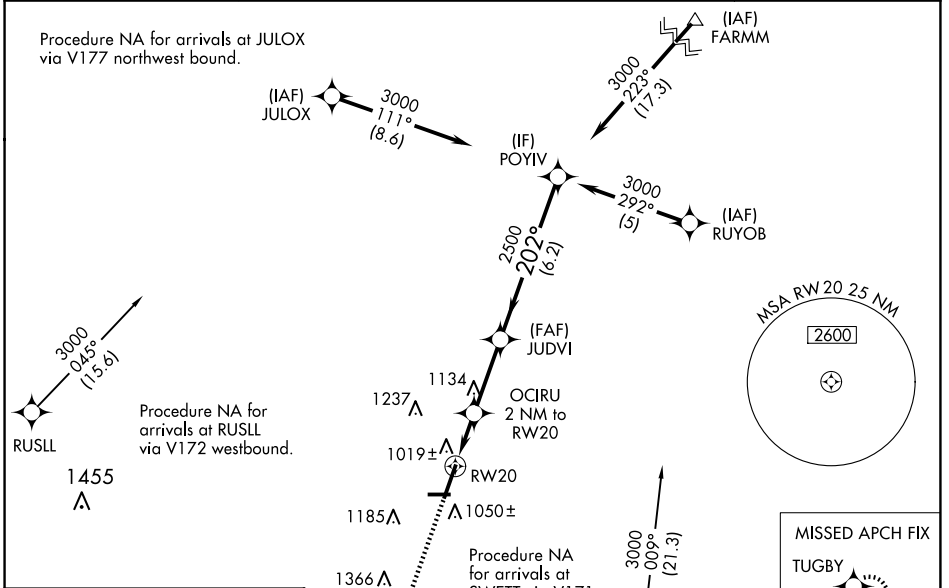 Procedure NA for arrivals at JULOX
via V177 northwest bound.
(IAF)
FARMM
3000
223°
(17.3)
(IAF)
JULOX
3000
111°
(8.6)
(IF)
POYIV
3000
292°
(5)
(IAF)
RUYOB
2500
202°
(6.2)
MSA RW 20 25 NM
2600
3000
045°
(15.6)
(FAF)
JUDVI
1134
1237
OCIRU
2 NM to
RW20
RUSLL
Procedure NA for
arrivals at RUSLL
via V172 westbound.
1019±
RW20
1455
1185
1050±
3000
009°
(21.3)
MISSED APCH FIX
TUGBY
Procedure NA
for arrivals at
1366